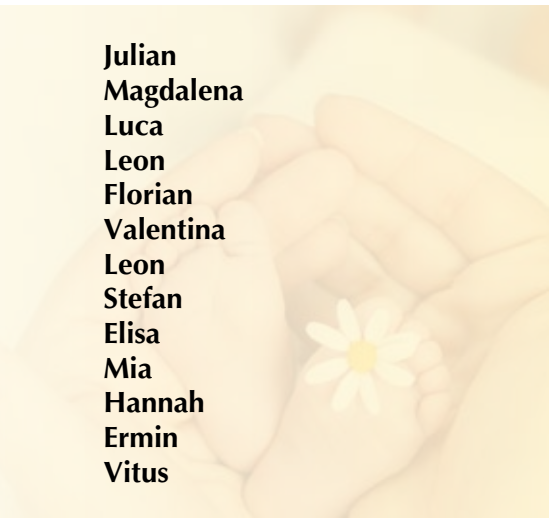 Julian
Magdalena
Luca
Leon
Florian
Valentina
Leon
Stefan
Elisa
Mia
Hannah
Ermin
Vitus